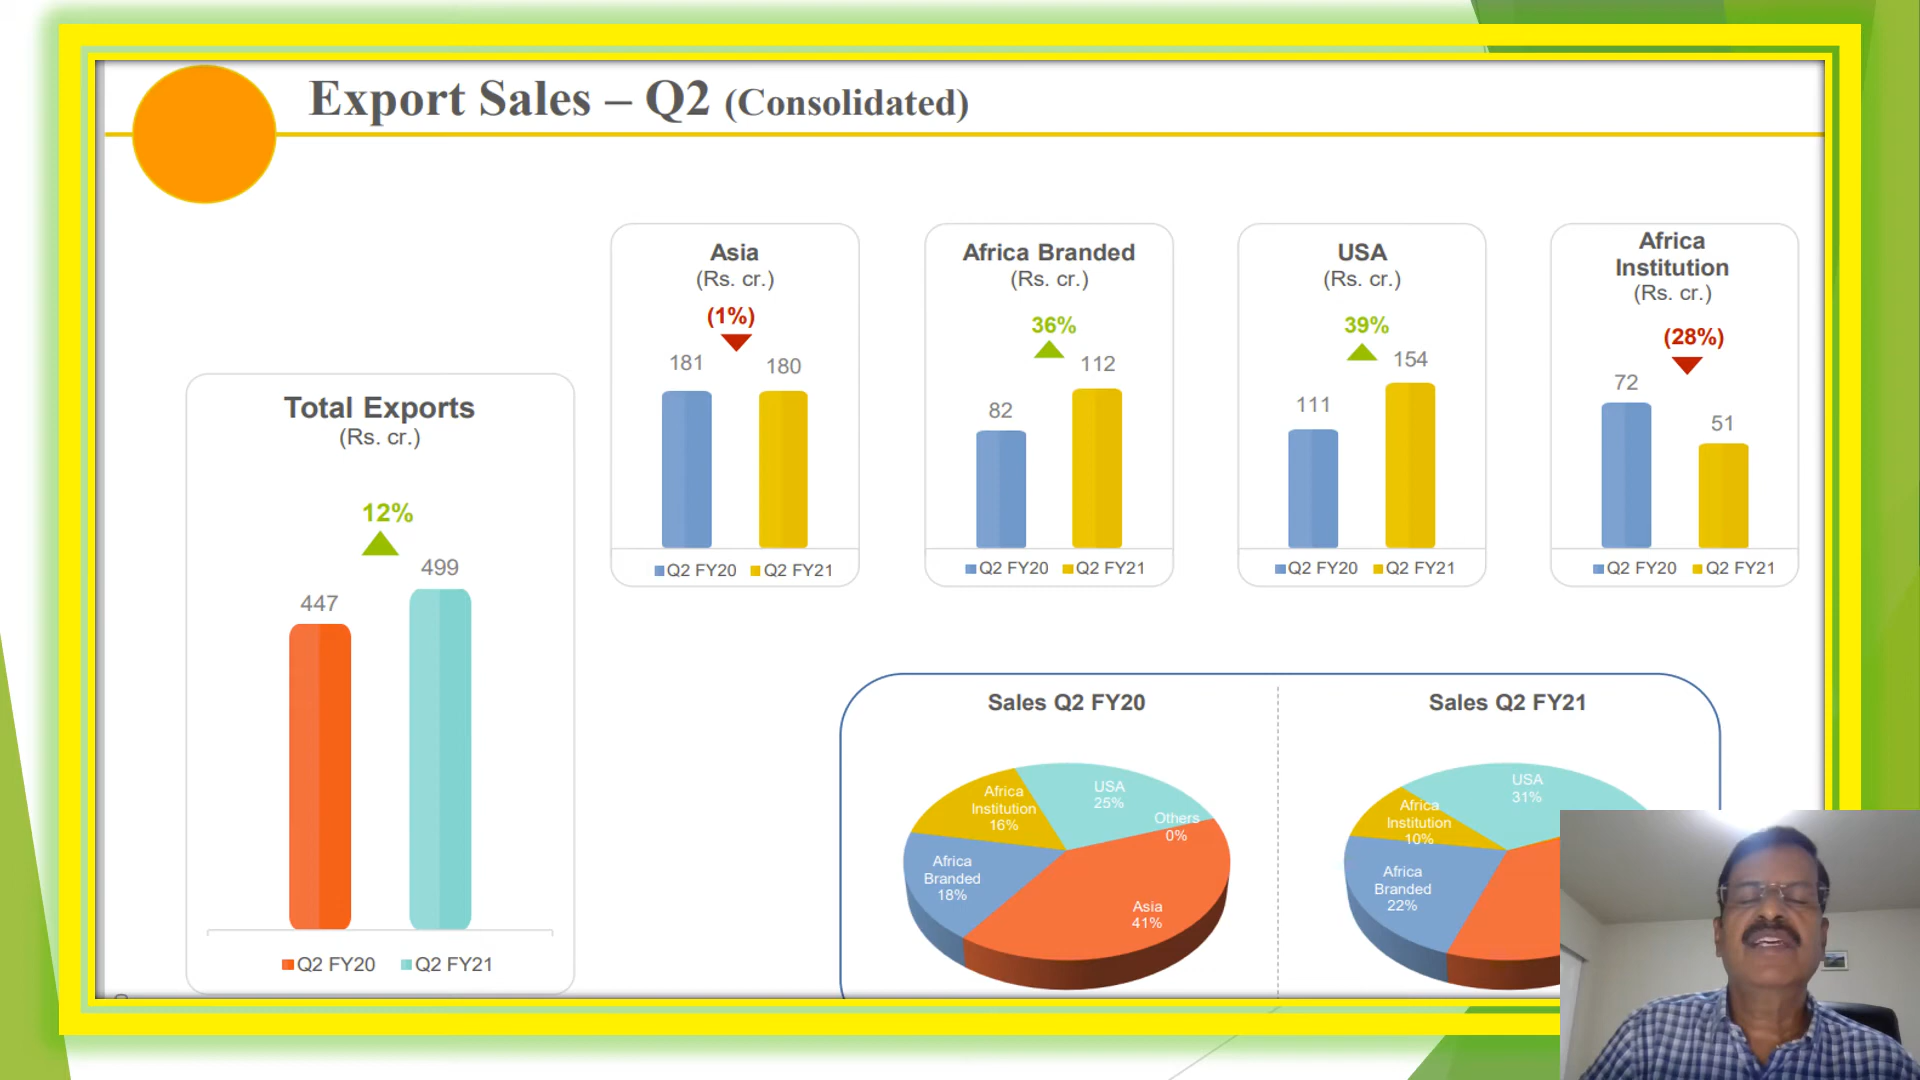 Export Sales – Q2 (Consolidated)
Total Exports
(Rs. cr.)
12%
447
499
Q2 FY20
Q2 FY21
Asia
(Rs. cr.)
(1%)
181
180
Q2 FY20
Q2 FY21
Africa Branded
(Rs. cr.)
36%
82
112
Q2 FY20
Q2 FY21
USA
(Rs. cr.)
39%
111
154
Q2 FY20
Q2 FY21
Africa
Institution
(Rs. cr.)
(28%)
72
51
Q2 FY20
Q2 FY21
Sales Q2 FY20
USA
25%
Others
0%
Africa
Institution
16%
Africa
Branded
18%
Asia
41%
Sales Q2 FY21
USA
31%
Africa
Institution
10%
Africa
Branded
22%